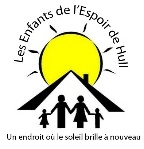 Les Enfants de l'Espoir de Hull
Un endroit où le soleil brille à nouveau